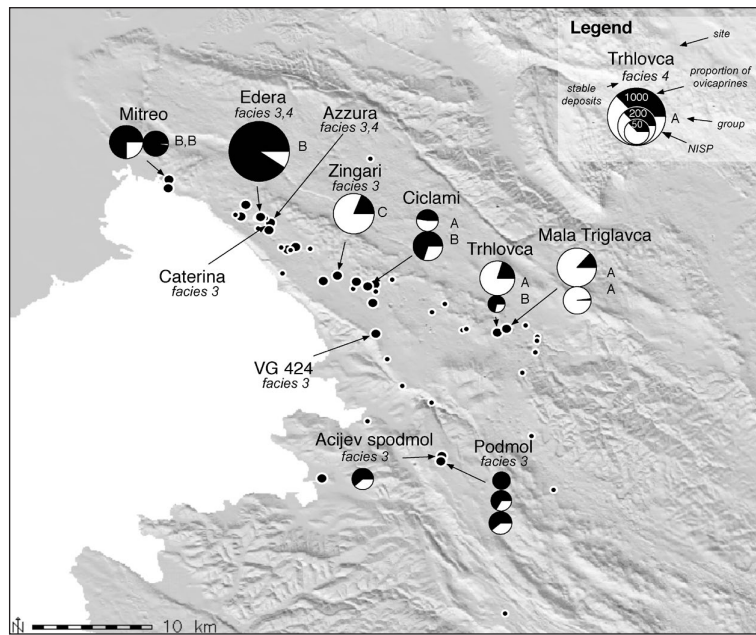 Legend
site
Trhlovca
facies 4
proportion of
ovicaprines
stable
deposits
1000
200
50
A
group
NISP
Mitreo
B,B
Edera
facies 3,4
B
Azzura
facies 3,4
Zingari
facies 3
C
Ciclami
A
B
Trhlovca
A
B
Mala Triglavca
A
A
Caterina
facies 3
VG 424
facies 3
Acijev spodmol
facies 3
Podmol
facies 3
N
10 km